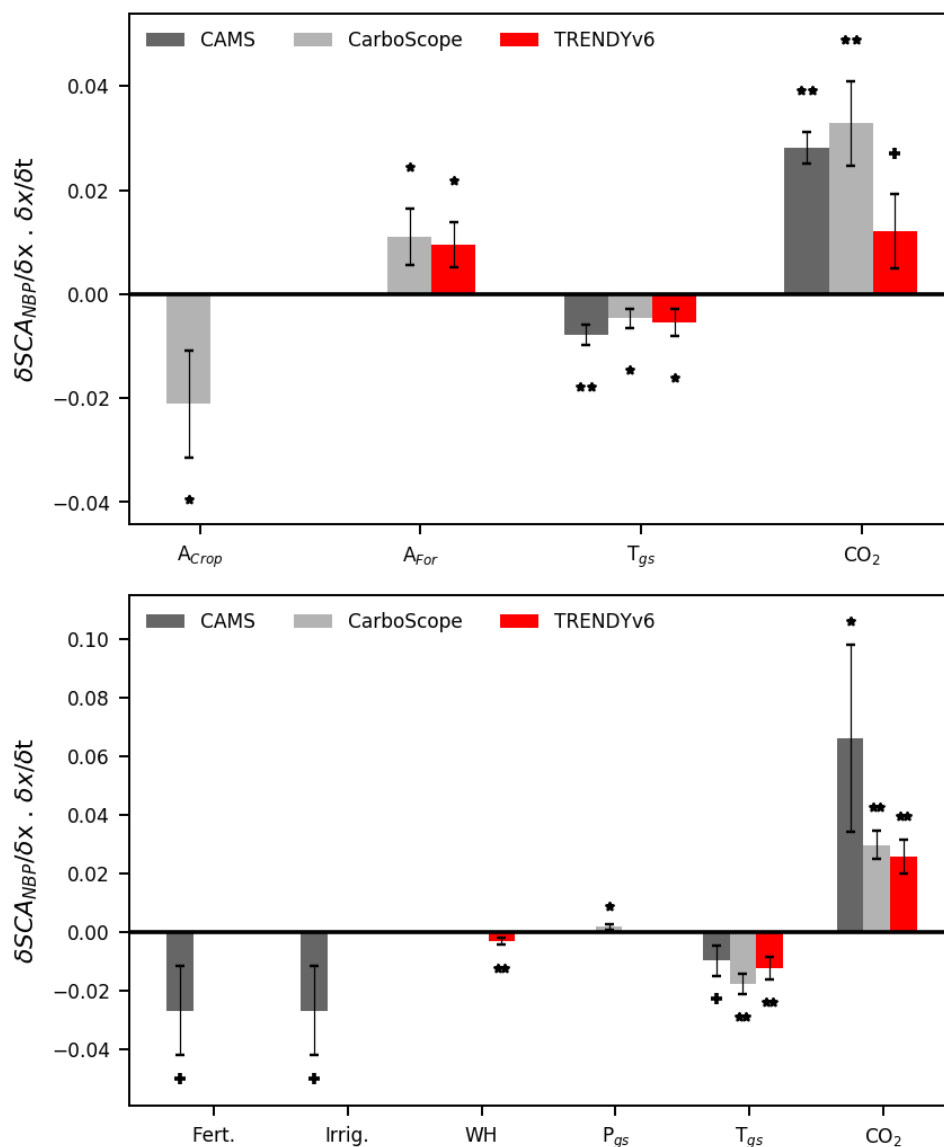 CAMS CarboScope TRENDYv6
0.04
0.02
0.00
−0.02
−0.04
δSCA_NBP/δx . δx/δt
A_Crop A_For T_gs CO₂
CAMS CarboScope TRENDYv6
0.10
0.08
0.06
0.04
0.02
0.00
−0.02
−0.04
δSCA_NBP/δx . δx/δt
Fert. Irrig. WH P_gs T_gs CO₂